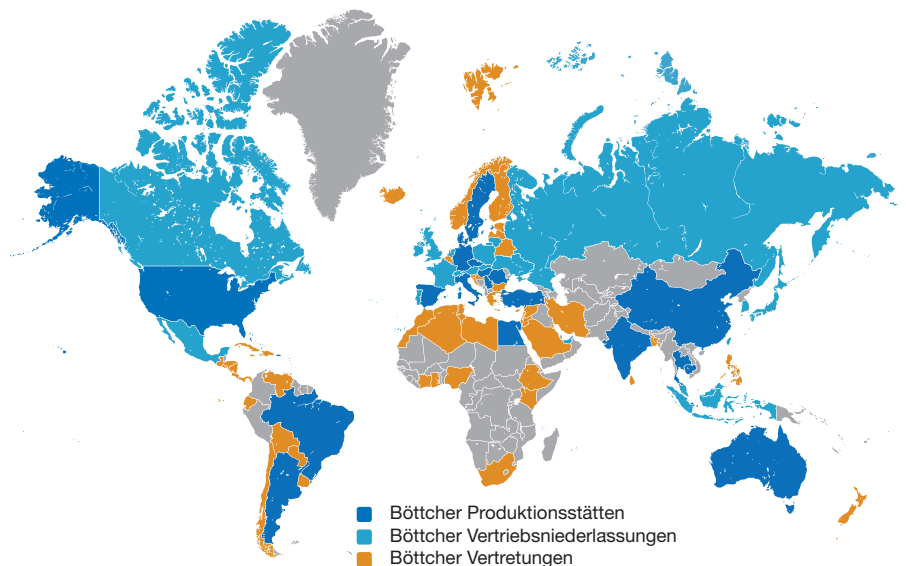 Böttcher Produktionsstätten
Böttcher Vertriebsniederlassungen
Böttcher Vertretungen